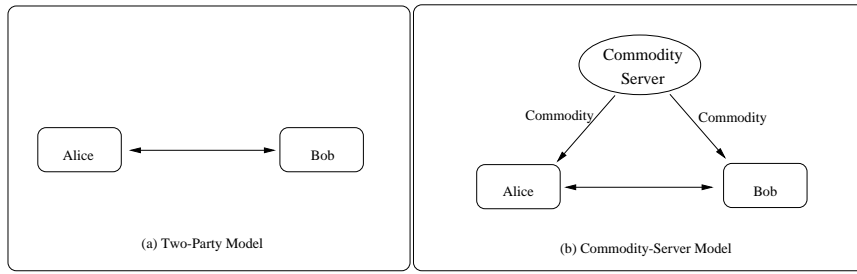 Alice
Bob
(a) Two-Party Model
Commodity
Server
Commodity
Commodity
Alice
Bob
(b) Commodity-Server Model